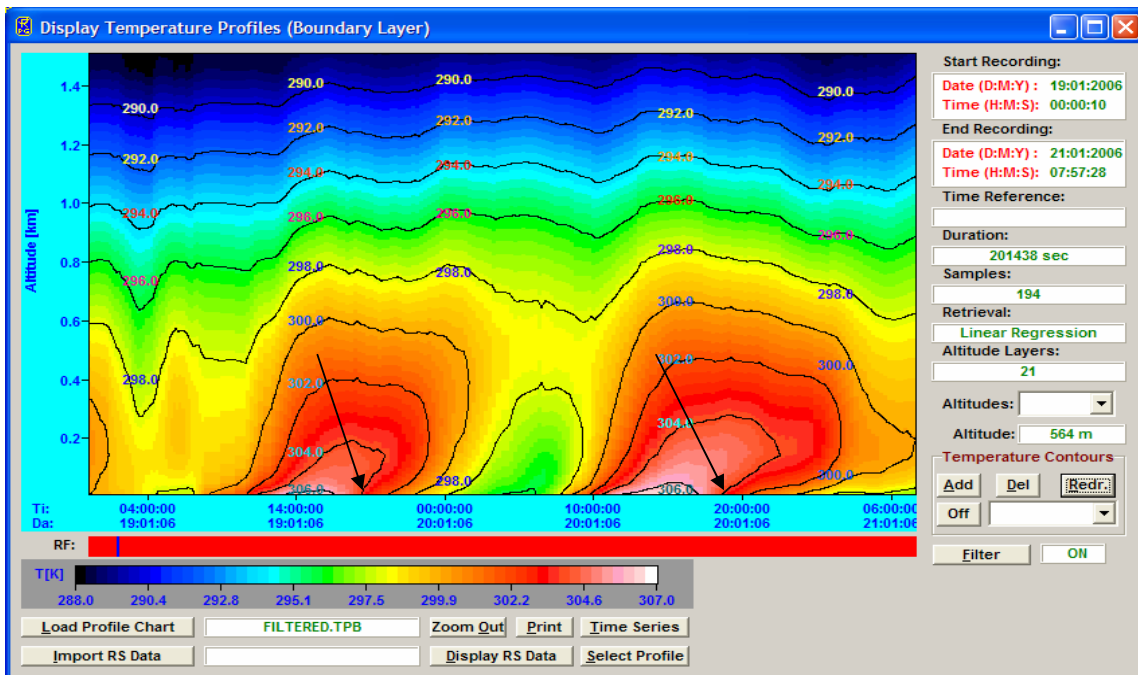 Display Temperature Profiles (Boundary Layer)
Altitude [km]
1.4
1.2
1.0
0.8
0.6
0.4
0.2
290.0 290.0 290.0 290.0
292.0 292.0 292.0 292.0 292.0
294.0 294.0 294.0 294.0 294.0
296.0 296.0 296.0 296.0 296.0
298.0 298.0 298.0 298.0 298.0 298.0
300.0 300.0 300.0 300.0
302.0 302.0
304.0 304.0
306.0 306.0
Ti: 04:00:00 14:00:00 00:00:00 10:00:00 20:00:00 06:00:00
Da: 19:01:06 19:01:06 20:01:06 20:01:06 20:01:06 21:01:06
RF:
T[K]
288.0 290.4 292.8 295.1 297.5 299.9 302.2 304.6 307.0
Load Profile Chart FILTERED.TPB Zoom Out Print Time Series
Import RS Data Display RS Data Select Profile
Start Recording:
Date (D:M:Y) : 19:01:2006
Time (H:M:S): 00:00:10
End Recording:
Date (D:M:Y) : 21:01:2006
Time (H:M:S): 07:57:28
Time Reference:
Duration:
201438 sec
Samples:
194
Retrieval:
Linear Regression
Altitude Layers:
21
Altitudes:
Altitude: 564 m
Temperature Contours
Add Del Redr.
Off
Filter ON